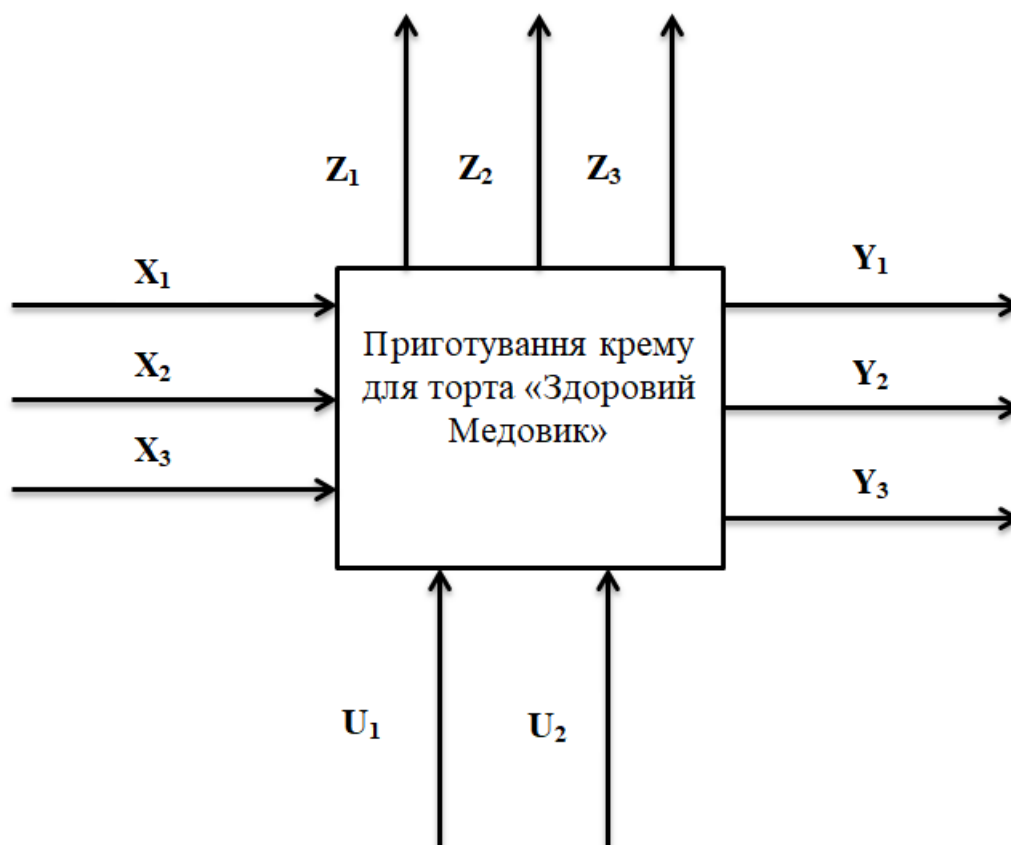 Z₁ Z₂ Z₃
X₁ Y₁
Приготування крему
для торта «Здоровий
Медовик»
X₂ Y₂
X₃ Y₃
U₁ U₂